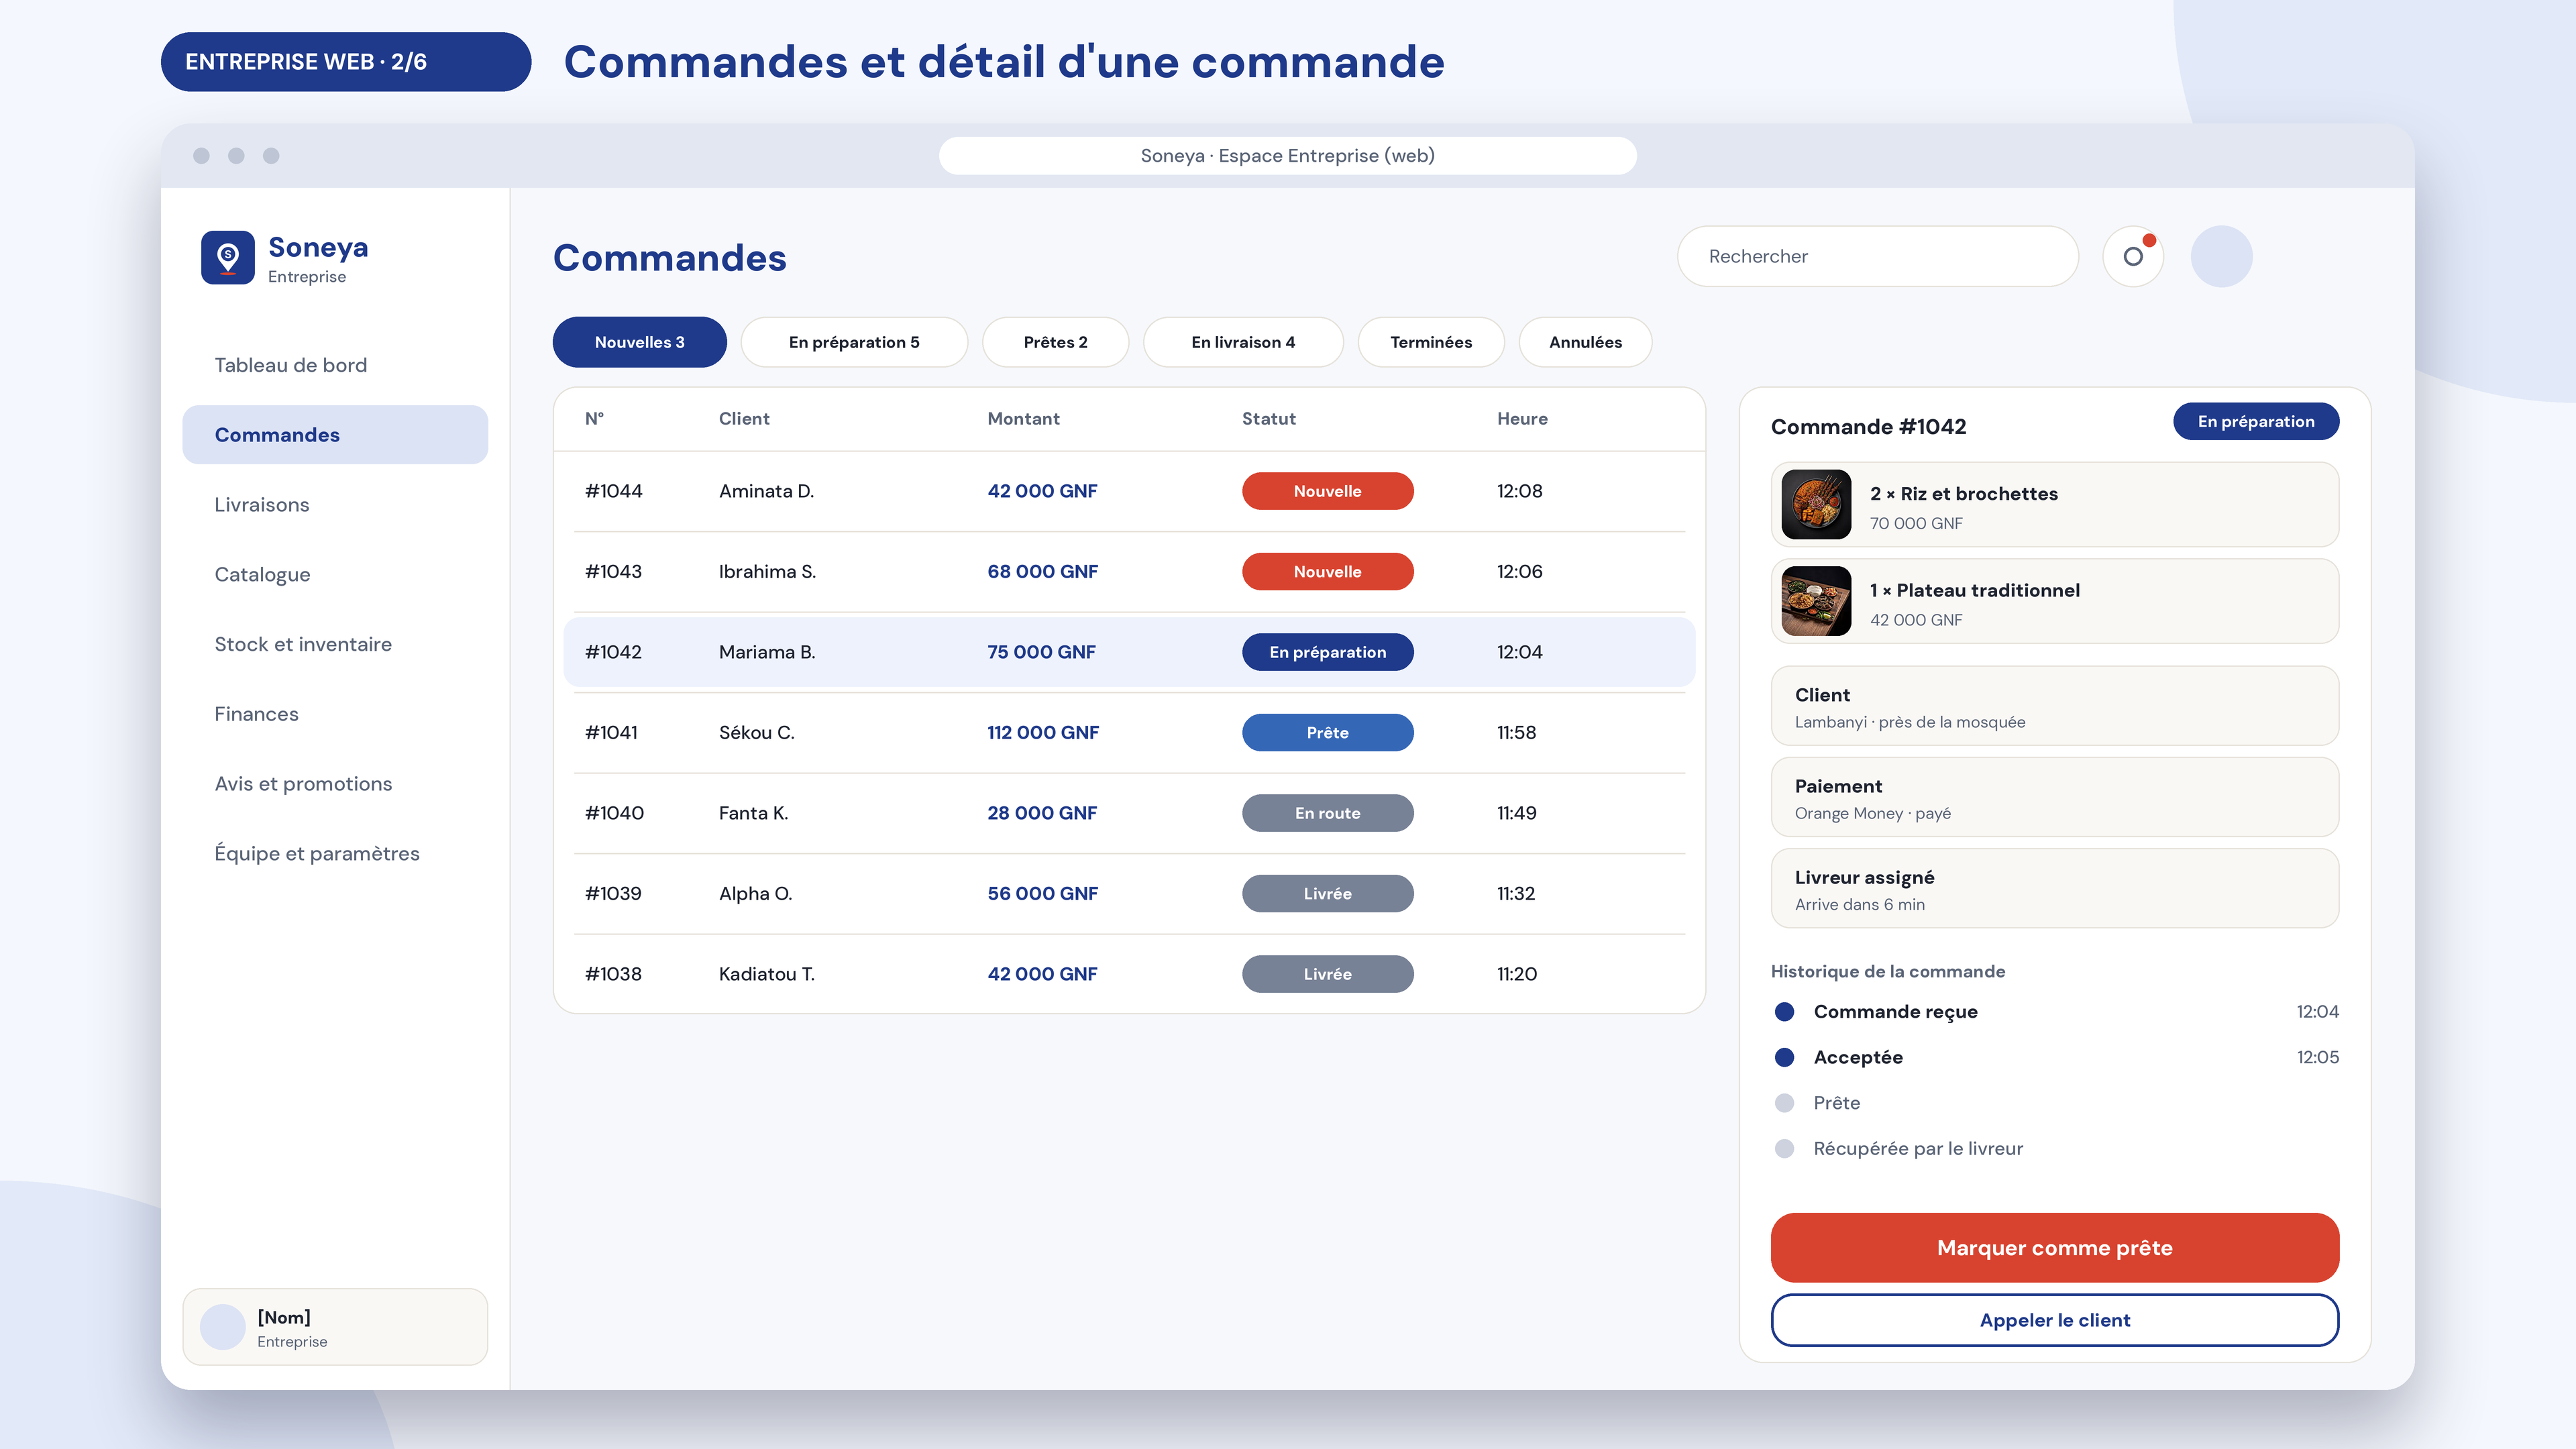 ENTREPRISE WEB · 2/6
Commandes et détail d'une commande
Soneya · Espace Entreprise (web)
S
Soneya
Entreprise
Tableau de bord
Commandes
Livraisons
Catalogue
Stock et inventaire
Finances
Avis et promotions
Équipe et paramètres
[Nom]
Entreprise
Commandes
Rechercher
Nouvelles 3
En préparation 5
Prêtes 2
En livraison 4
Terminées
Annulées
N° Client Montant Statut Heure
#1044 Aminata D. 42 000 GNF Nouvelle 12:08
#1043 Ibrahima S. 68 000 GNF Nouvelle 12:06
#1042 Mariama B. 75 000 GNF En préparation 12:04
#1041 Sékou C. 112 000 GNF Prête 11:58
#1040 Fanta K. 28 000 GNF En route 11:49
#1039 Alpha O. 56 000 GNF Livrée 11:32
#1038 Kadiatou T. 42 000 GNF Livrée 11:20
Commande #1042 En préparation
2 × Riz et brochettes
70 000 GNF
1 × Plateau traditionnel
42 000 GNF
Client
Lambanyi · près de la mosquée
Paiement
Orange Money · payé
Livreur assigné
Arrive dans 6 min
Historique de la commande
Commande reçue 12:04
Acceptée 12:05
Prête
Récupérée par le livreur
Marquer comme prête
Appeler le client